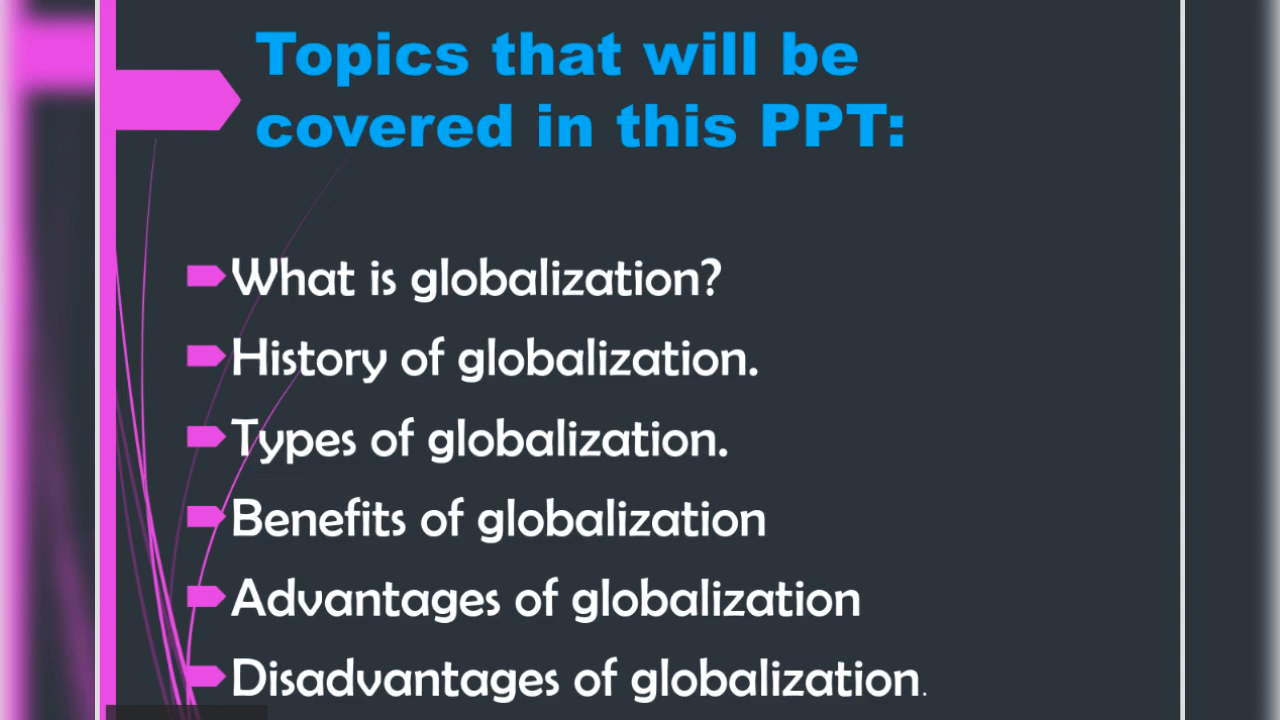 Topics that will be
covered in this PPT:
What is globalization?
History of globalization.
Types of globalization.
Benefits of globalization
Advantages of globalization
Disadvantages of globalization.